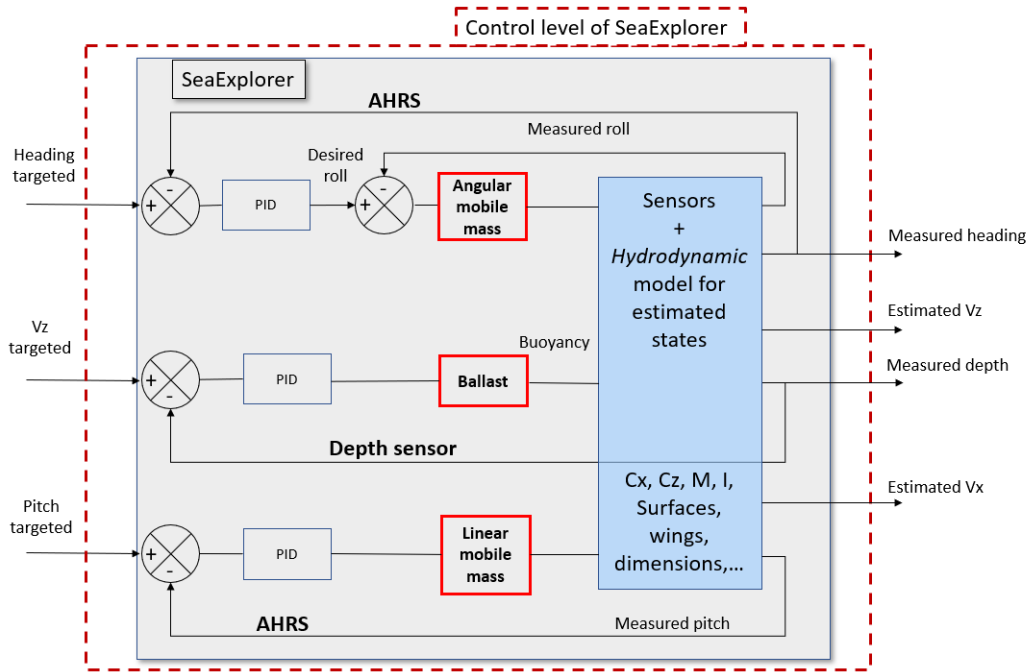 Control level of SeaExplorer
SeaExplorer
AHRS
Measured roll
Heading
targeted
Desired
roll
-
+
PID
-
+
Angular
mobile
mass
Sensors
+
Hydrodynamic
model for
estimated
states
Measured heading
Estimated Vz
Vz
targeted
Buoyancy
Measured depth
+
-
PID
Ballast
Depth sensor
Cx, Cz, M, I,
Surfaces,
wings,
dimensions,...
Estimated Vx
Pitch
targeted
+
-
PID
Linear
mobile
mass
AHRS
Measured pitch